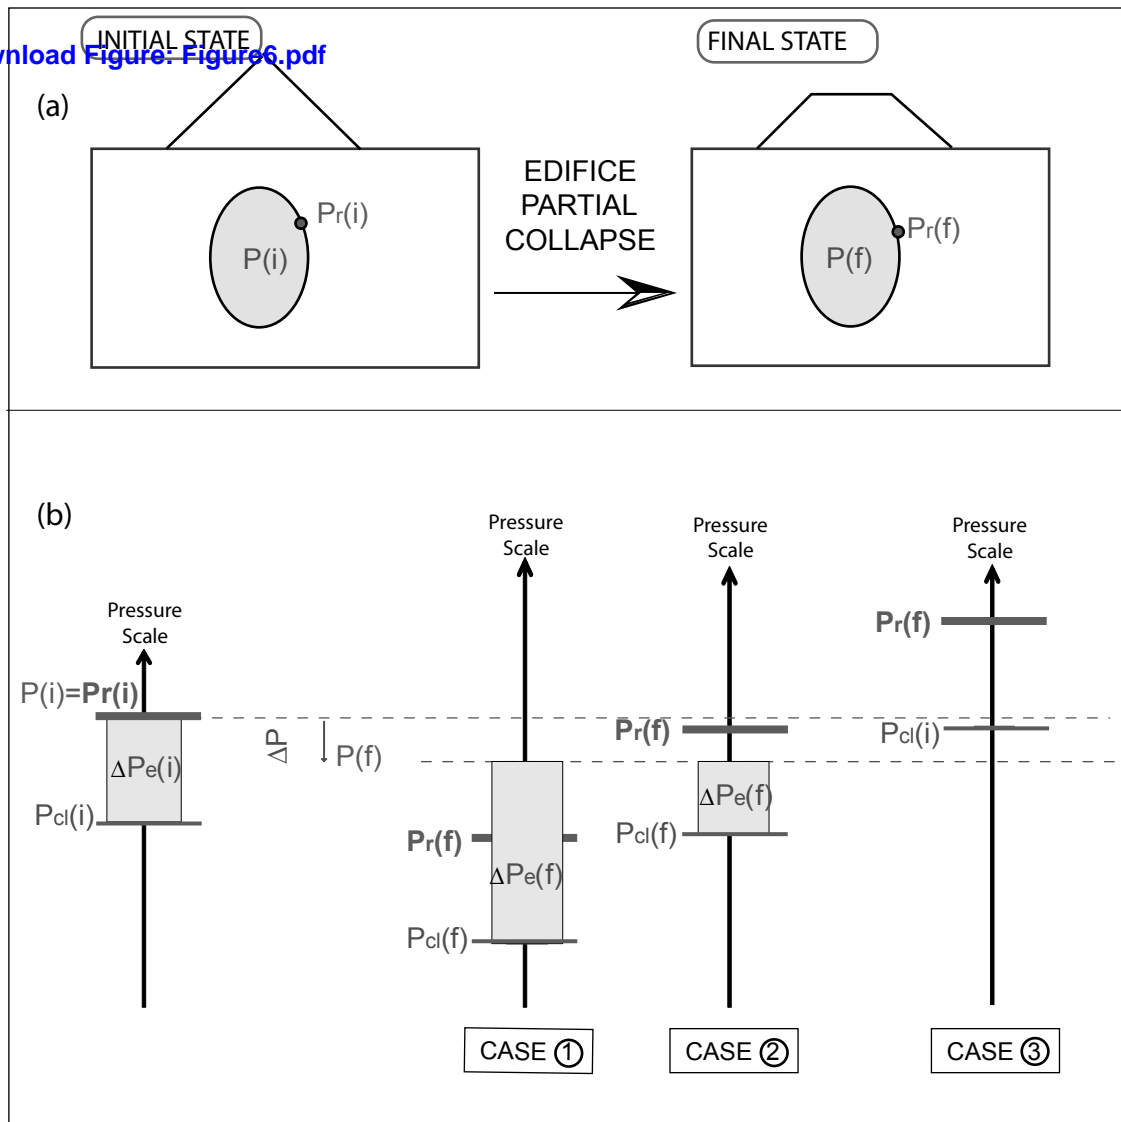 INITIAL STATE
vnload Figure: Figure6.pdf
FINAL STATE
(a)
Pr(i)
P(i)
EDIFICE
PARTIAL
COLLAPSE
Pr(f)
P(f)
(b)
Pressure
Scale
Pressure
Scale
Pressure
Scale
Pressure
Scale
P(i)=Pr(i)
ΔPe(i)
Pcl(i)
ΔP
P(f)
Pr(f)
ΔPe(f)
Pcl(f)
Pr(f)
ΔPe(f)
Pcl(f)
Pr(f)
Pcl(i)
CASE ①
CASE ②
CASE ③